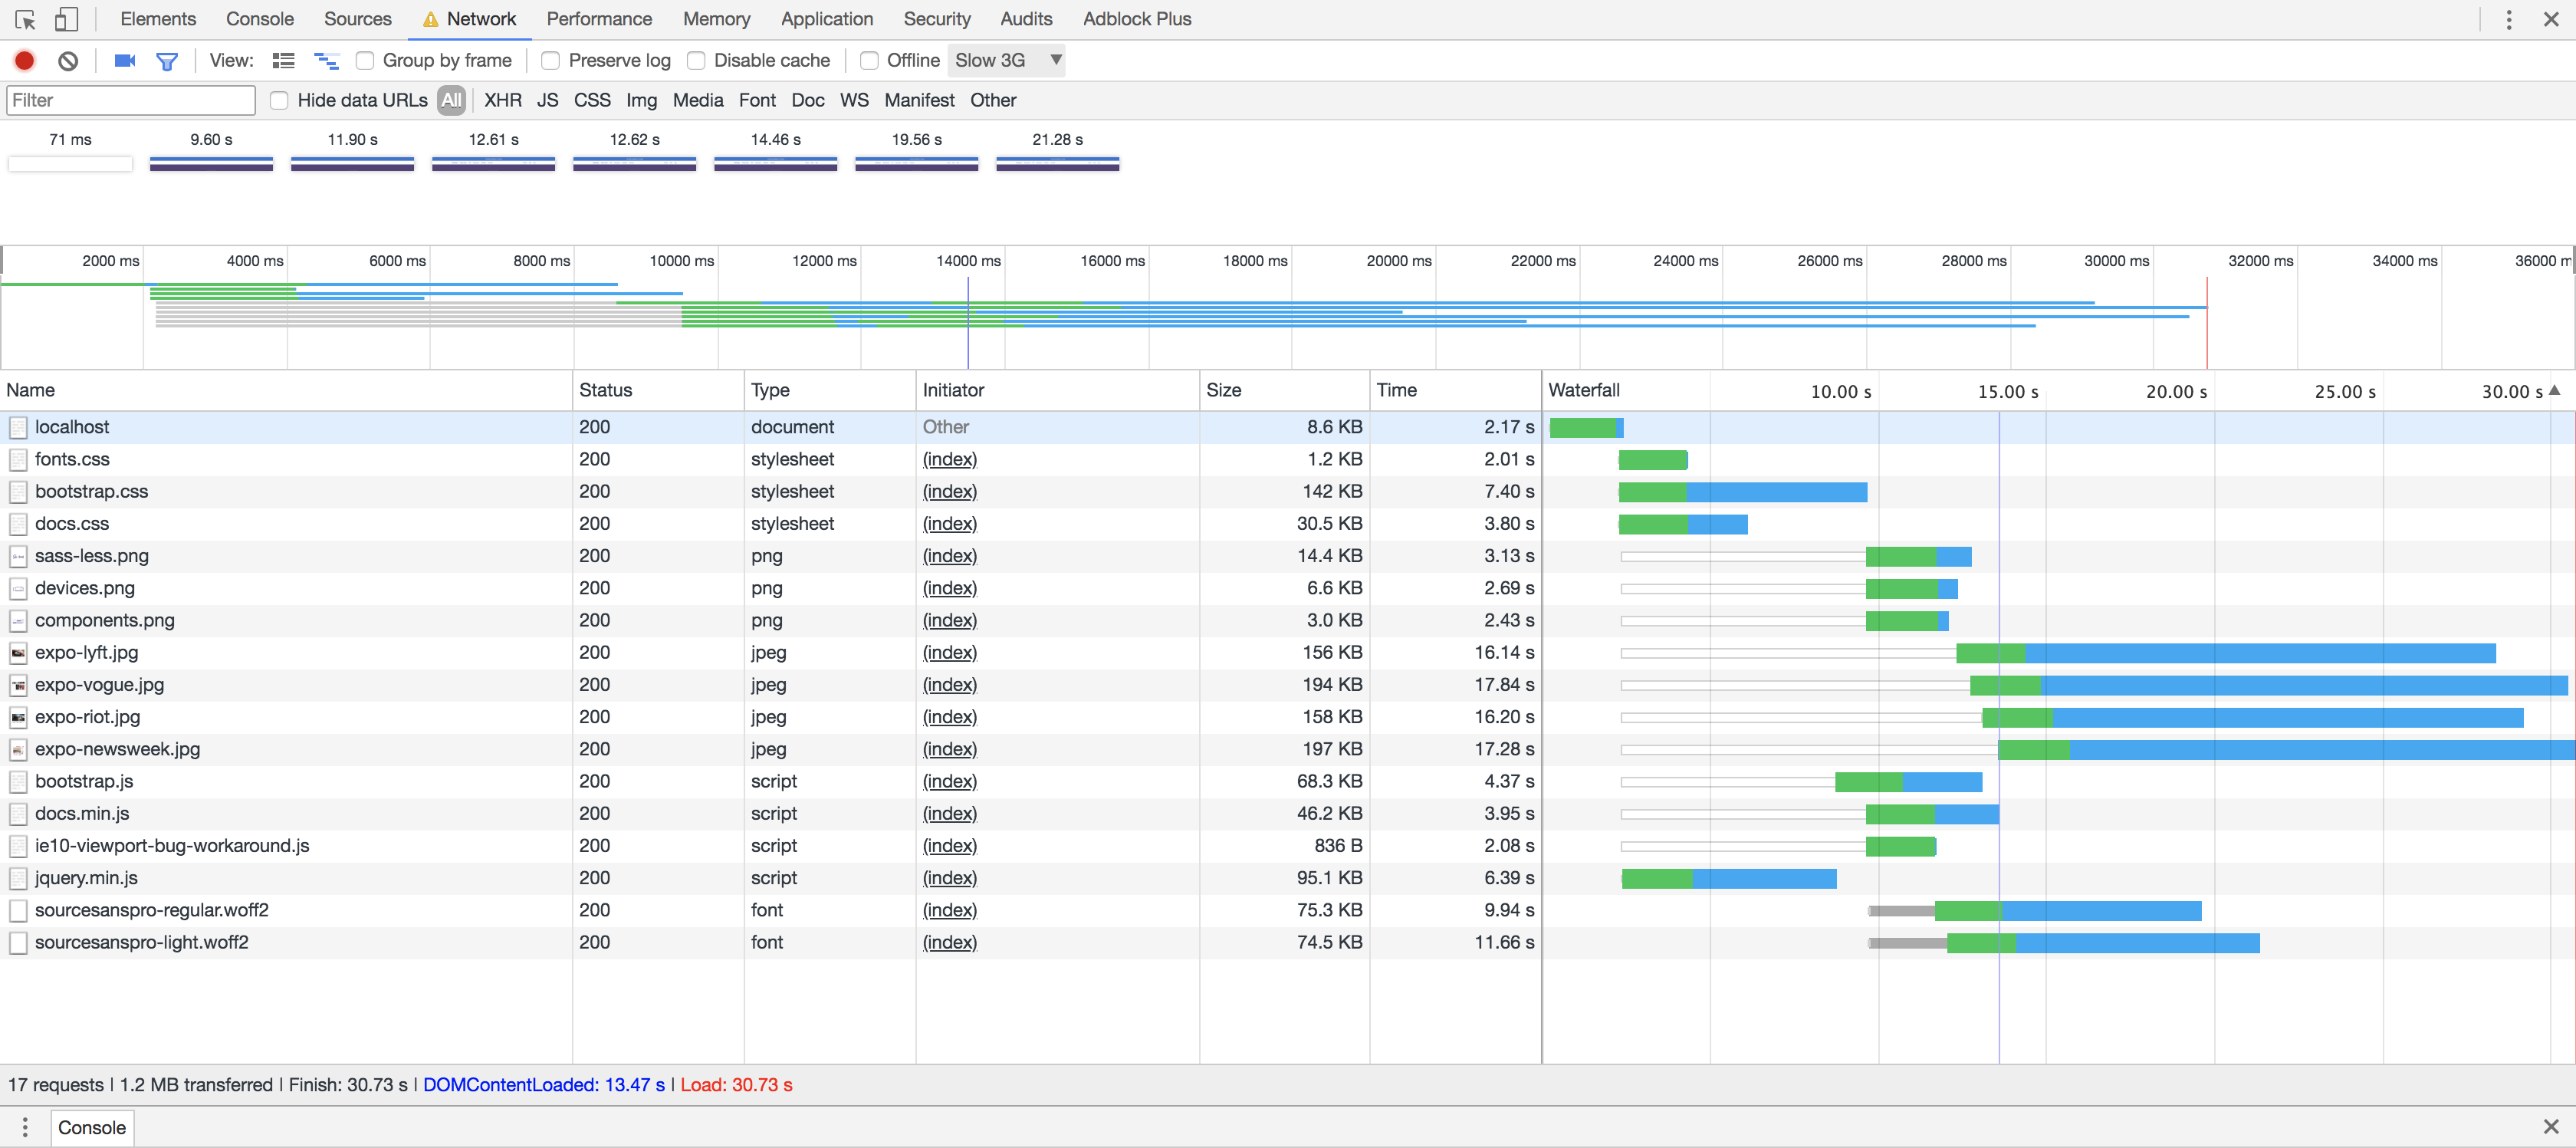 Elements Console Sources Network Performance Memory Application Security Audits Adblock Plus
View: Group by frame Preserve log Disable cache Offline Slow 3G
Filter Hide data URLs All XHR JS CSS Img Media Font Doc WS Manifest Other
71 ms 9.60 s 11.90 s 12.61 s 12.62 s 14.46 s 19.56 s 21.28 s
2000 ms 4000 ms 6000 ms 8000 ms 10000 ms 12000 ms 14000 ms 16000 ms 18000 ms 20000 ms 22000 ms 24000 ms 26000 ms 28000 ms 30000 ms 32000 ms 34000 ms 36000 m
Name Status Type Initiator Size Time Waterfall 10.00 s 15.00 s 20.00 s 25.00 s 30.00 s
localhost 200 document Other 8.6 KB 2.17 s
fonts.css 200 stylesheet (index) 1.2 KB 2.01 s
bootstrap.css 200 stylesheet (index) 142 KB 7.40 s
docs.css 200 stylesheet (index) 30.5 KB 3.80 s
sass-less.png 200 png (index) 14.4 KB 3.13 s
devices.png 200 png (index) 6.6 KB 2.69 s
components.png 200 png (index) 3.0 KB 2.43 s
expo-lyft.jpg 200 jpeg (index) 156 KB 16.14 s
expo-vogue.jpg 200 jpeg (index) 194 KB 17.84 s
expo-riot.jpg 200 jpeg (index) 158 KB 16.20 s
expo-newsweek.jpg 200 jpeg (index) 197 KB 17.28 s
bootstrap.js 200 script (index) 68.3 KB 4.37 s
docs.min.js 200 script (index) 46.2 KB 3.95 s
ie10-viewport-bug-workaround.js 200 script (index) 836 B 2.08 s
jquery.min.js 200 script (index) 95.1 KB 6.39 s
sourcesanspro-regular.woff2 200 font (index) 75.3 KB 9.94 s
sourcesanspro-light.woff2 200 font (index) 74.5 KB 11.66 s
17 requests | 1.2 MB transferred | Finish: 30.73 s | DOMContentLoaded: 13.47 s | Load: 30.73 s
Console